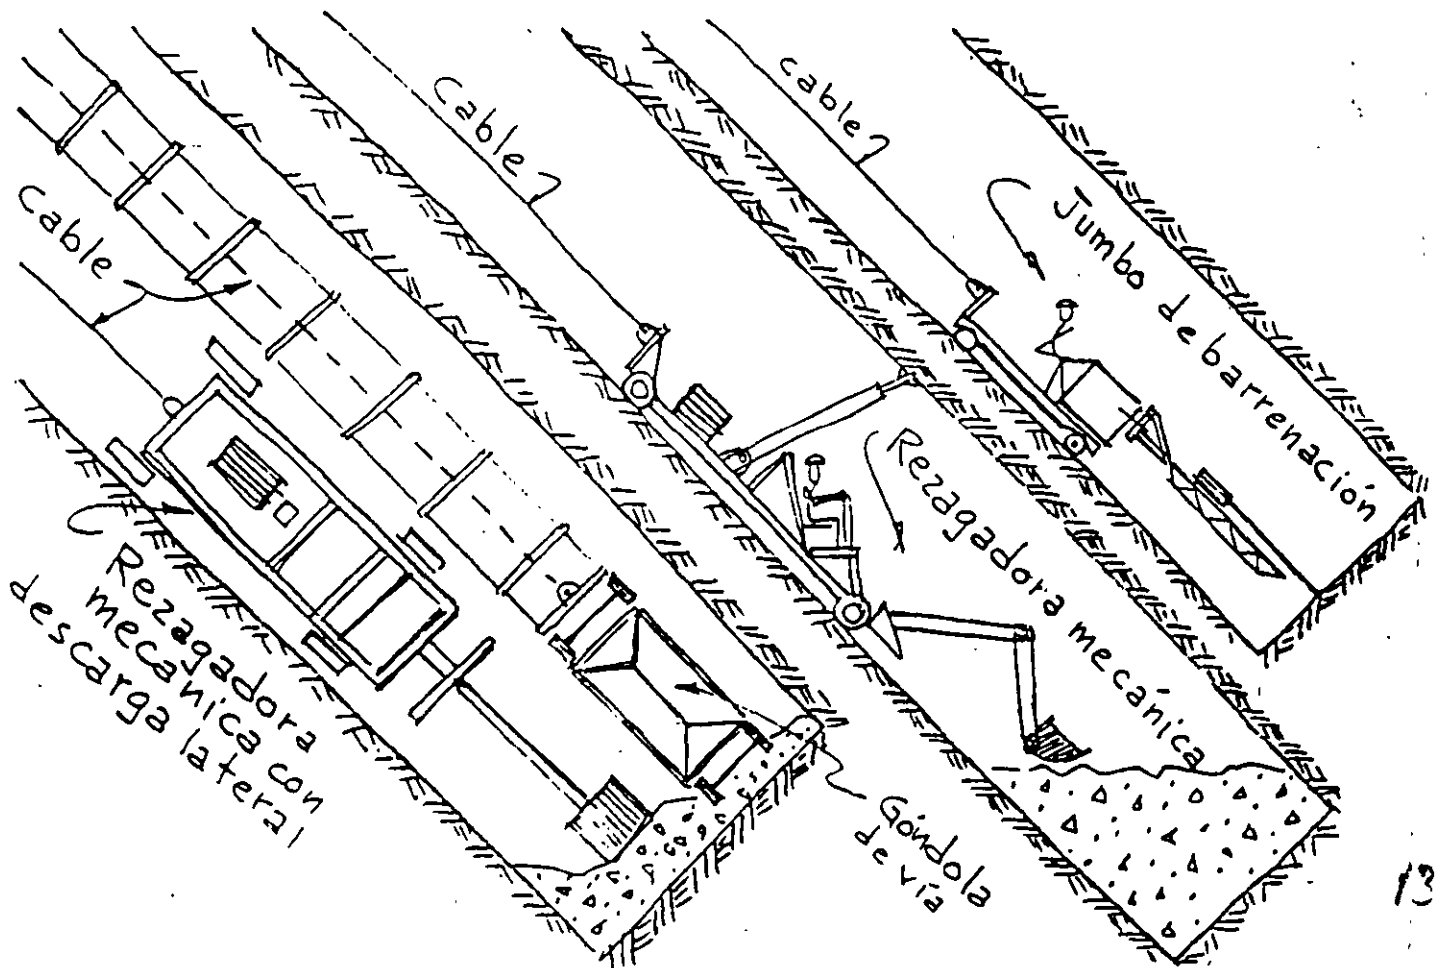 Cable
Cable
cable
Jumbo de barrenación
Rezagadora mecánica
Rezagadora
mecánica con
descarga lateral
Góndola
de vía
13